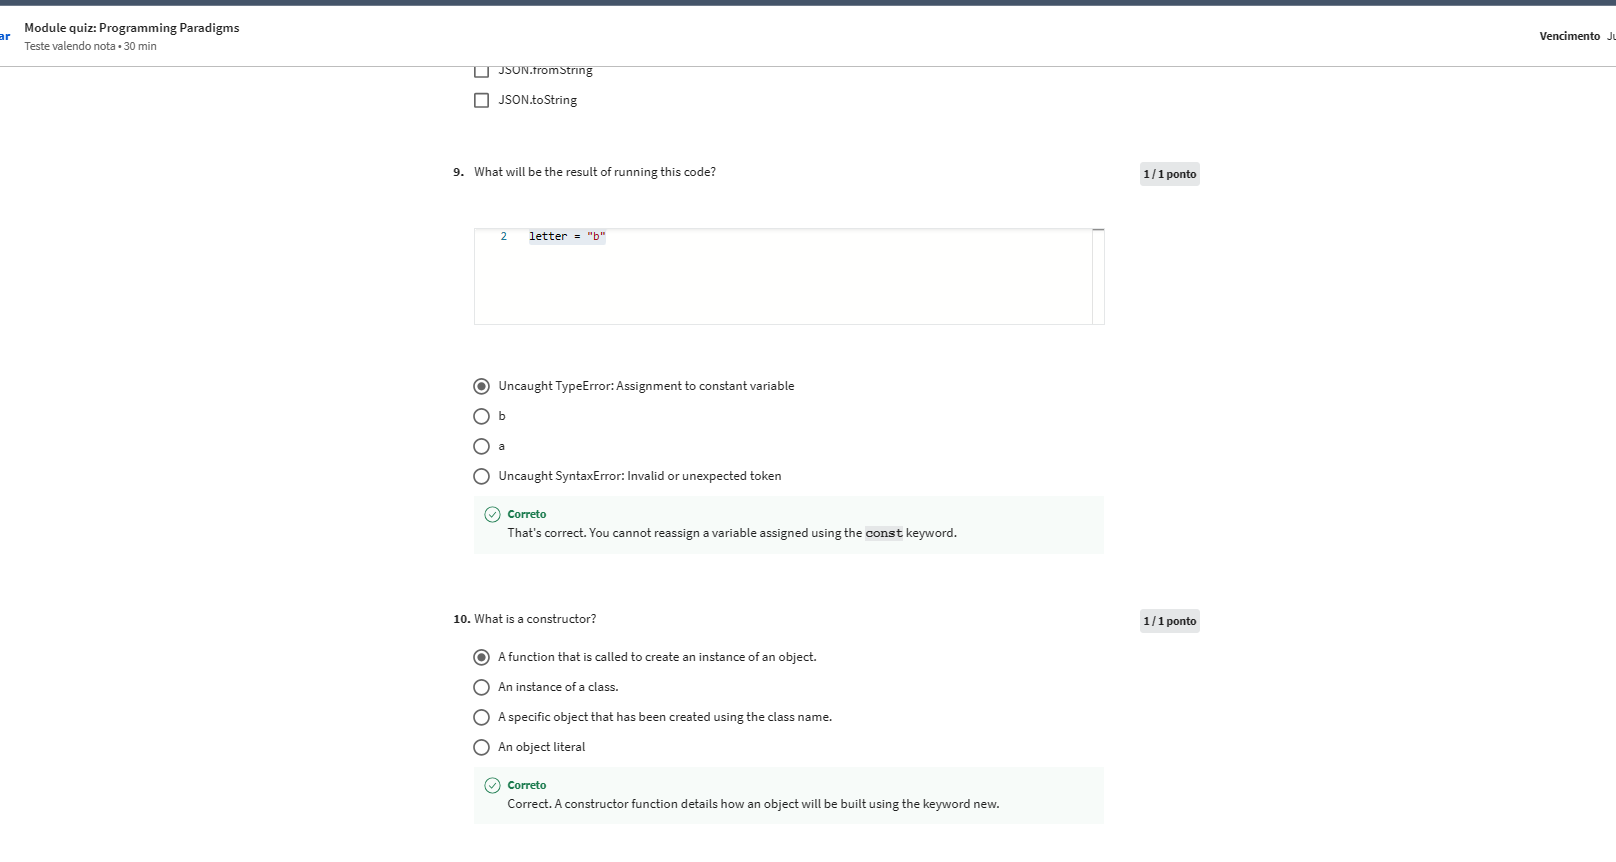 Module quiz: Programming Paradigms
ar
Teste valendo nota • 30 min
Vencimento Ju
JSON.fromString
JSON.toString
9. What will be the result of running this code?
1 / 1 ponto
2 letter = "b"
Uncaught TypeError: Assignment to constant variable
b
a
Uncaught SyntaxError: Invalid or unexpected token
Correto
That's correct. You cannot reassign a variable assigned using the const keyword.
10. What is a constructor?
1 / 1 ponto
A function that is called to create an instance of an object.
An instance of a class.
A specific object that has been created using the class name.
An object literal
Correto
Correct. A constructor function details how an object will be built using the keyword new.